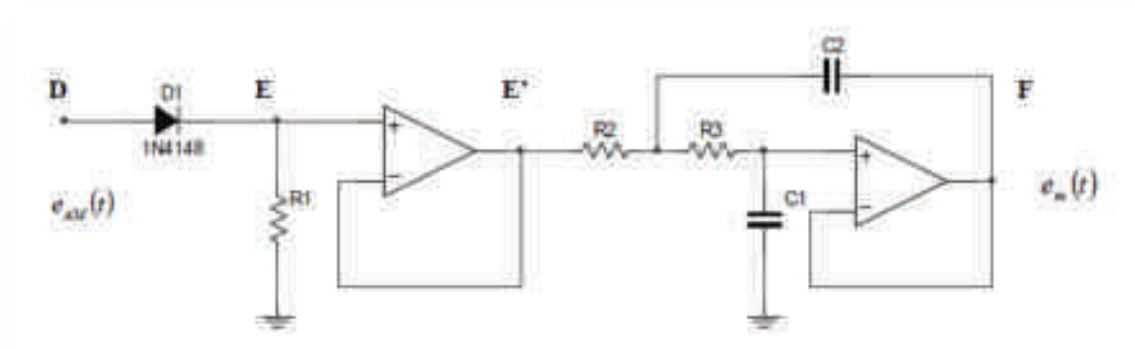 D
D1
1N4148
E
E'
R1
R2
R3
C2
C1
F
e_AM(t)
e_m(t)
+
−
+
−